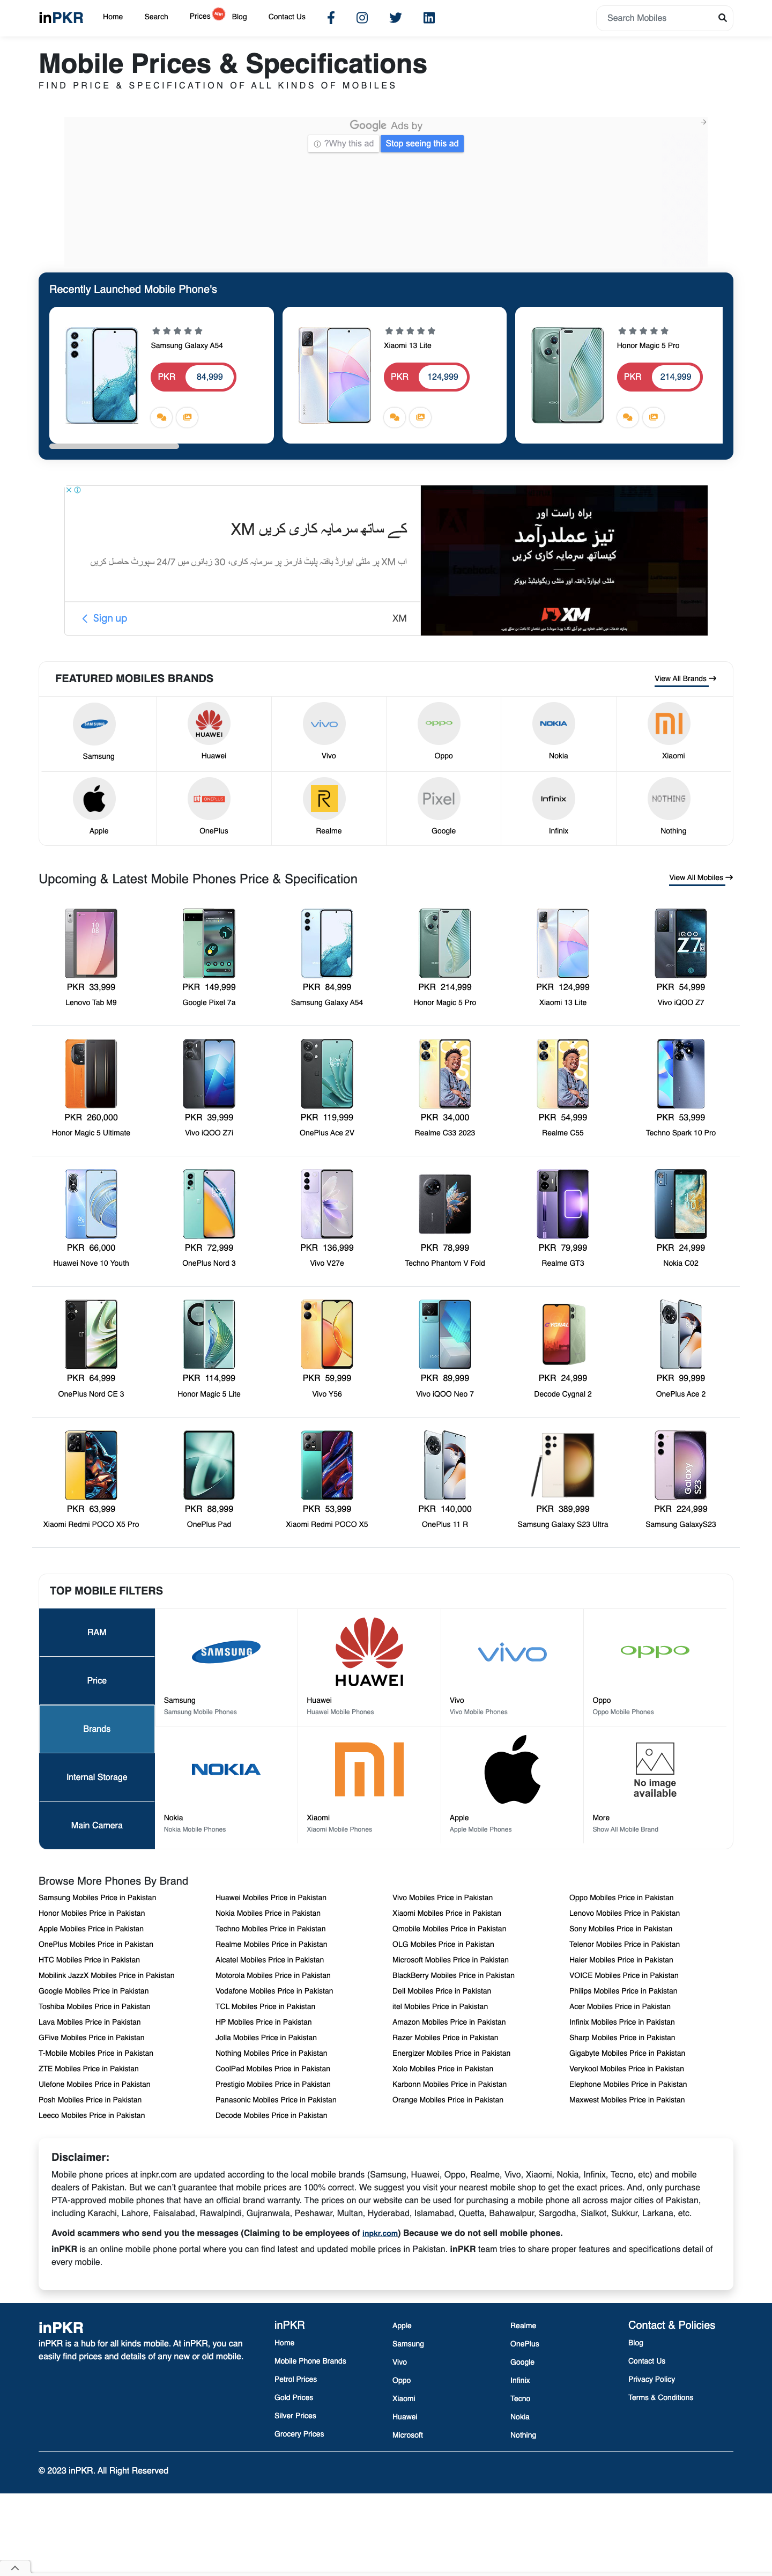 inPKR
Home
Search
Prices
New
Blog
Contact Us
Search Mobiles
Mobile Prices & Specifications
FIND PRICE & SPECIFICATION OF ALL KINDS OF MOBILES
Google Ads by
?Why this ad
Stop seeing this ad
Recently Launched Mobile Phone's
Samsung Galaxy A54
PKR 84,999
Xiaomi 13 Lite
PKR 124,999
Honor Magic 5 Pro
PKR 214,999
XM کے ساتھ سرمایہ کاری کریں
اب XM پر ملٹی ایوارڈ یافتہ پلیٹ فارمز پر سرمایہ کاری، 30 زبانوں میں 24/7 سپورٹ حاصل کریں
Sign up
XM
براہ راست اور
تیز عملدرآمد
کیساتھ سرمایہ کاری کریں
ملٹی ایوارڈ یافتہ اور ملٹی ریگولیٹیلڈ بروکر
XM
FEATURED MOBILES BRANDS
View All Brands
SAMSUNG
HUAWEI
vivo
oppo
NOKIA
Samsung
Huawei
Vivo
Oppo
Nokia
Xiaomi
ONEPLUS
Pixel
Infinix
NOTHING
Apple
OnePlus
Realme
Google
Infinix
Nothing
Upcoming & Latest Mobile Phones Price & Specification
View All Mobiles
iQOO
Z7
PKR 33,999
PKR 149,999
PKR 84,999
PKR 214,999
PKR 124,999
PKR 54,999
Lenovo Tab M9
Google Pixel 7a
Samsung Galaxy A54
Honor Magic 5 Pro
Xiaomi 13 Lite
Vivo iQOO Z7
PKR 260,000
PKR 39,999
PKR 119,999
PKR 34,000
PKR 54,999
PKR 53,999
Honor Magic 5 Ultimate
Vivo iQOO Z7i
OnePlus Ace 2V
Realme C33 2023
Realme C55
Techno Spark 10 Pro
PKR 66,000
PKR 72,999
PKR 136,999
PKR 78,999
PKR 79,999
PKR 24,999
Huawei Nove 10 Youth
OnePlus Nord 3
Vivo V27e
Techno Phantom V Fold
Realme GT3
Nokia C02
CYGNAL
PKR 64,999
PKR 114,999
PKR 59,999
PKR 89,999
PKR 24,999
PKR 99,999
OnePlus Nord CE 3
Honor Magic 5 Lite
Vivo Y56
Vivo iQOO Neo 7
Decode Cygnal 2
OnePlus Ace 2
Galaxy
S23
PKR 63,999
PKR 88,999
PKR 53,999
PKR 140,000
PKR 389,999
PKR 224,999
Xiaomi Redmi POCO X5 Pro
OnePlus Pad
Xiaomi Redmi POCO X5
OnePlus 11 R
Samsung Galaxy S23 Ultra
Samsung GalaxyS23
TOP MOBILE FILTERS
RAM
Price
Brands
Internal Storage
Main Camera
SAMSUNG
HUAWEI
vivo
oppo
Samsung
Samsung Mobile Phones
Huawei
Huawei Mobile Phones
Vivo
Vivo Mobile Phones
Oppo
Oppo Mobile Phones
NOKIA
No image
available
Nokia
Nokia Mobile Phones
Xiaomi
Xiaomi Mobile Phones
Apple
Apple Mobile Phones
More
Show All Mobile Brand
Browse More Phones By Brand
Samsung Mobiles Price in Pakistan
Huawei Mobiles Price in Pakistan
Vivo Mobiles Price in Pakistan
Oppo Mobiles Price in Pakistan
Honor Mobiles Price in Pakistan
Nokia Mobiles Price in Pakistan
Xiaomi Mobiles Price in Pakistan
Lenovo Mobiles Price in Pakistan
Apple Mobiles Price in Pakistan
Techno Mobiles Price in Pakistan
Qmobile Mobiles Price in Pakistan
Sony Mobiles Price in Pakistan
OnePlus Mobiles Price in Pakistan
Realme Mobiles Price in Pakistan
OLG Mobiles Price in Pakistan
Telenor Mobiles Price in Pakistan
HTC Mobiles Price in Pakistan
Alcatel Mobiles Price in Pakistan
Microsoft Mobiles Price in Pakistan
Haier Mobiles Price in Pakistan
Mobilink JazzX Mobiles Price in Pakistan
Motorola Mobiles Price in Pakistan
BlackBerry Mobiles Price in Pakistan
VOICE Mobiles Price in Pakistan
Google Mobiles Price in Pakistan
Vodafone Mobiles Price in Pakistan
Dell Mobiles Price in Pakistan
Philips Mobiles Price in Pakistan
Toshiba Mobiles Price in Pakistan
TCL Mobiles Price in Pakistan
itel Mobiles Price in Pakistan
Acer Mobiles Price in Pakistan
Lava Mobiles Price in Pakistan
HP Mobiles Price in Pakistan
Amazon Mobiles Price in Pakistan
Infinix Mobiles Price in Pakistan
GFive Mobiles Price in Pakistan
Jolla Mobiles Price in Pakistan
Razer Mobiles Price in Pakistan
Sharp Mobiles Price in Pakistan
T-Mobile Mobiles Price in Pakistan
Nothing Mobiles Price in Pakistan
Energizer Mobiles Price in Pakistan
Gigabyte Mobiles Price in Pakistan
ZTE Mobiles Price in Pakistan
CoolPad Mobiles Price in Pakistan
Xolo Mobiles Price in Pakistan
Verykool Mobiles Price in Pakistan
Ulefone Mobiles Price in Pakistan
Prestigio Mobiles Price in Pakistan
Karbonn Mobiles Price in Pakistan
Elephone Mobiles Price in Pakistan
Posh Mobiles Price in Pakistan
Panasonic Mobiles Price in Pakistan
Orange Mobiles Price in Pakistan
Maxwest Mobiles Price in Pakistan
Leeco Mobiles Price in Pakistan
Decode Mobiles Price in Pakistan
Disclaimer:
Mobile phone prices at inpkr.com are updated according to the local mobile brands (Samsung, Huawei, Oppo, Realme, Vivo, Xiaomi, Nokia, Infinix, Tecno, etc) and mobile
dealers of Pakistan. But we can't guarantee that mobile prices are 100% correct. We suggest you visit your nearest mobile shop to get the exact prices. And, only purchase
PTA-approved mobile phones that have an official brand warranty. The prices on our website can be used for purchasing a mobile phone all across major cities of Pakistan,
including Karachi, Lahore, Faisalabad, Rawalpindi, Gujranwala, Peshawar, Multan, Hyderabad, Islamabad, Quetta, Bahawalpur, Sargodha, Sialkot, Sukkur, Larkana, etc.
Avoid scammers who send you the messages (Claiming to be employees of inpkr.com) Because we do not sell mobile phones.
inPKR is an online mobile phone portal where you can find latest and updated mobile prices in Pakistan. inPKR team tries to share proper features and specifications detail of
every mobile.
inPKR
inPKR is a hub for all kinds mobile. At inPKR, you can
easily find prices and details of any new or old mobile.
inPKR
Home
Mobile Phone Brands
Petrol Prices
Gold Prices
Silver Prices
Grocery Prices
Apple
Samsung
Vivo
Oppo
Xiaomi
Huawei
Microsoft
Realme
OnePlus
Google
Infinix
Tecno
Nokia
Nothing
Contact & Policies
Blog
Contact Us
Privacy Policy
Terms & Conditions
© 2023 inPKR. All Right Reserved